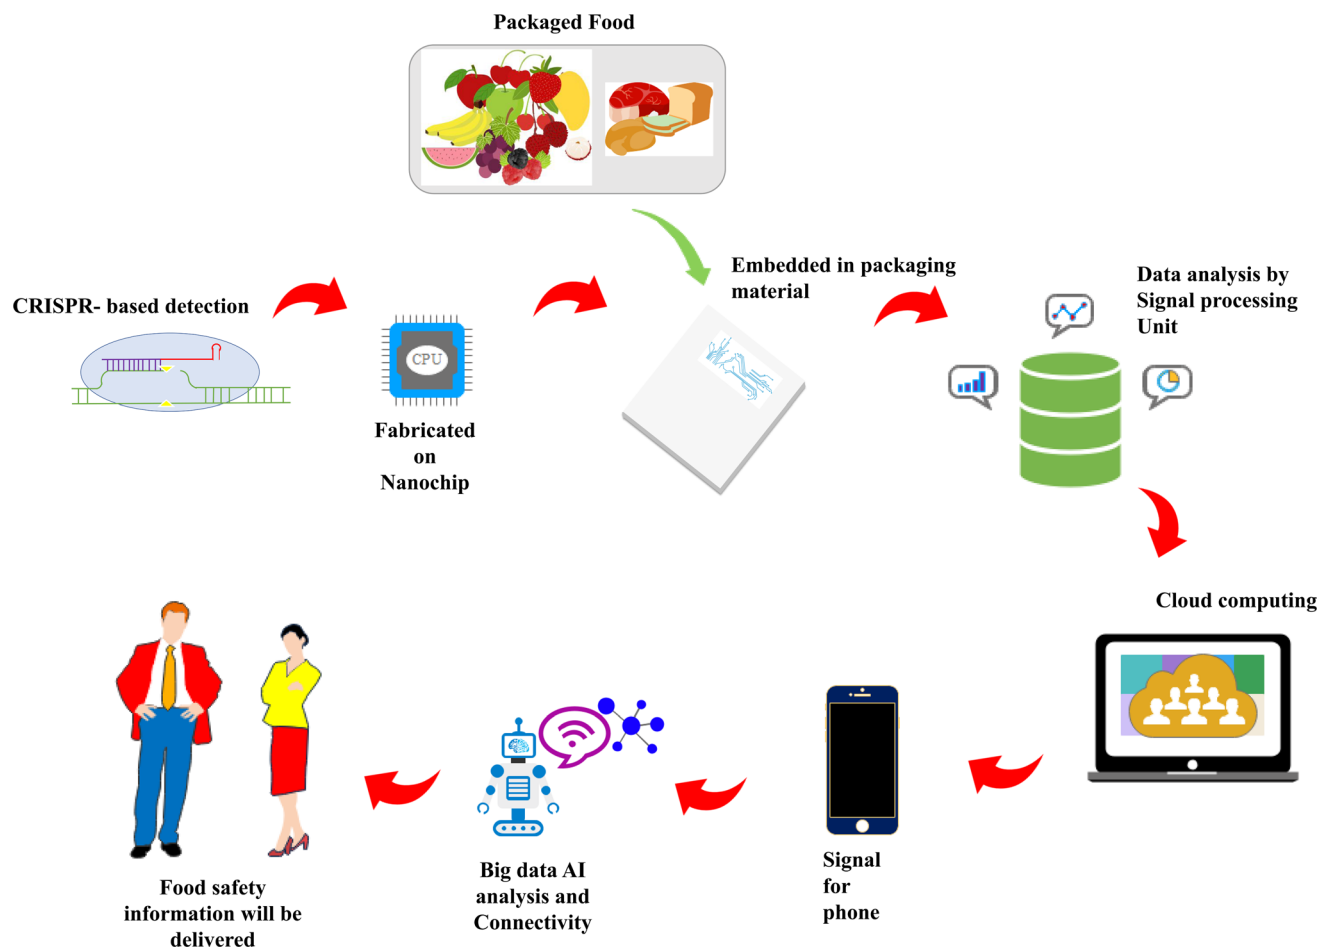 Packaged Food
CRISPR- based detection
CPU
Fabricated
on
Nanochip
Embedded in packaging
material
Data analysis by
Signal processing
Unit
Cloud computing
Signal
for
phone
Big data AI
analysis and
Connectivity
Food safety
information will be
delivered